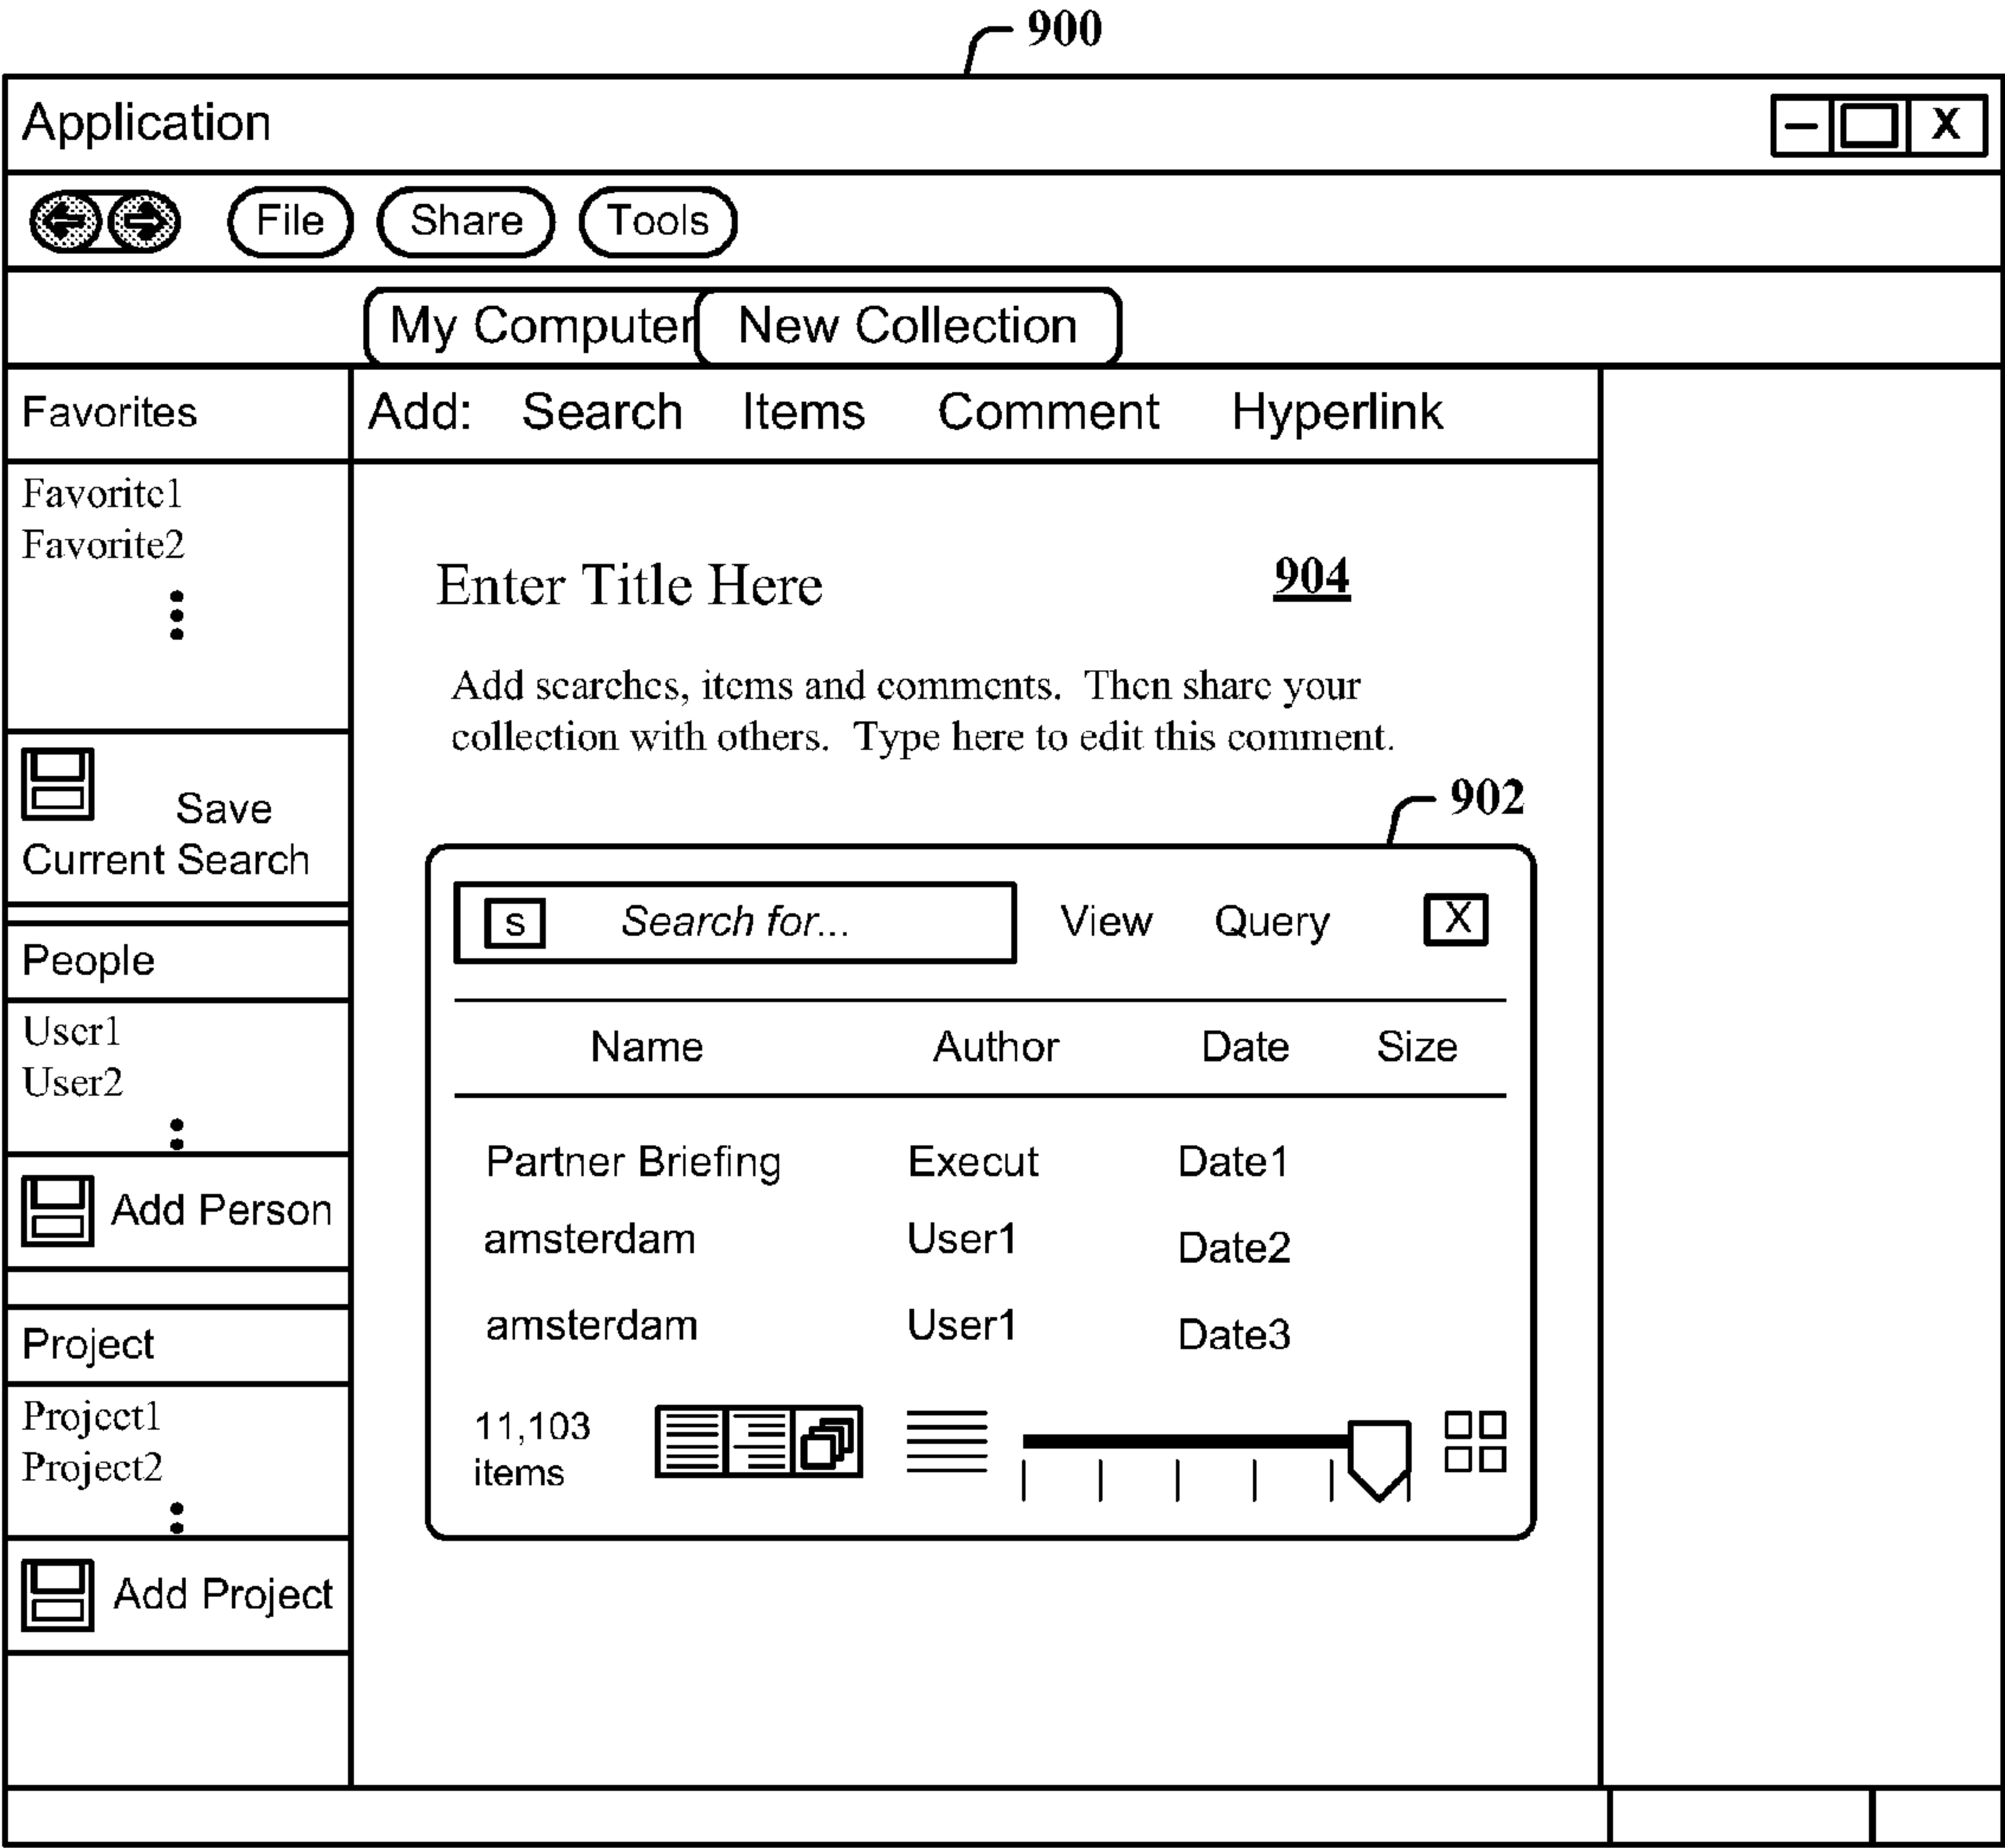 900
Application
X
File Share Tools
My Computer New Collection
Favorites
Favorite1
Favorite2
Save
Current Search
People
User1
User2
Add Person
Project
Project1
Project2
Add Project
Add: Search Items Comment Hyperlink
Enter Title Here
904
Add searches, items and comments. Then share your
collection with others. Type here to edit this comment.
902
s Search for... View Query X
Name Author Date Size
Partner Briefing Execut Date1
amsterdam User1 Date2
amsterdam User1 Date3
11,103
items